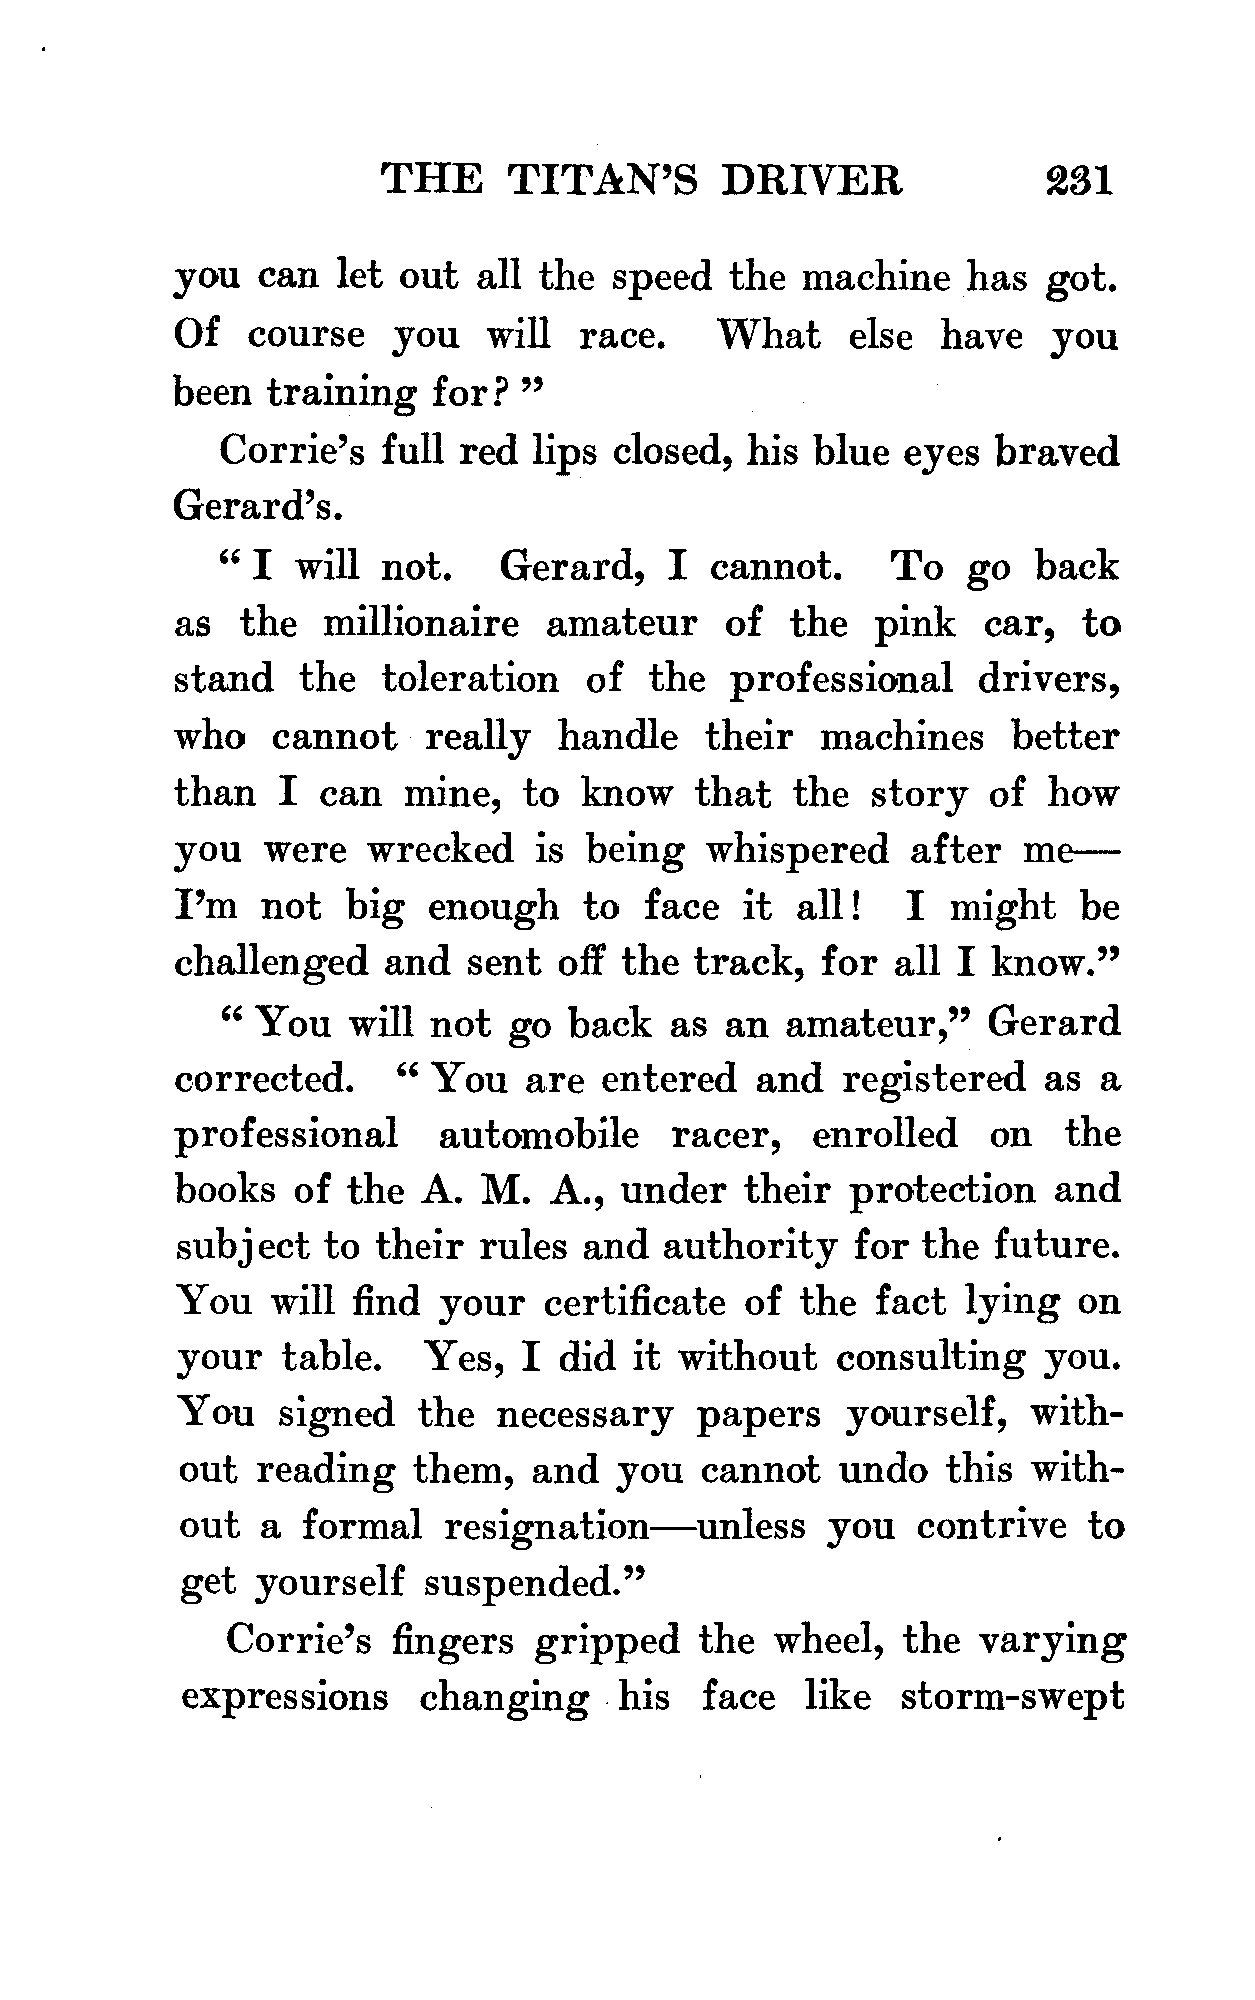 THE TITAN'S DRIVER 231
you can let out all the speed the machine has got.
Of course you will race. What else have you
been training for? "
Corrie's full red lips closed, his blue eyes braved
Gerard's.
" I will not. Gerard, I cannot. To go back
as the millionaire amateur of the pink car, to
stand the toleration of the professional drivers,
who cannot really handle their machines better
than I can mine, to know that the story of how
you were wrecked is being whispered after me—
I'm not big enough to face it all! I might be
challenged and sent off the track, for all I know."
" You will not go back as an amateur," Gerard
corrected. " You are entered and registered as a
professional automobile racer, enrolled on the
books of the A. M. A., under their protection and
subject to their rules and authority for the future.
You will find your certificate of the fact lying on
your table. Yes, I did it without consulting you.
You signed the necessary papers yourself, with-
out reading them, and you cannot undo this with-
out a formal resignation—unless you contrive to
get yourself suspended."
Corrie's fingers gripped the wheel, the varying
expressions changing his face like storm-swept